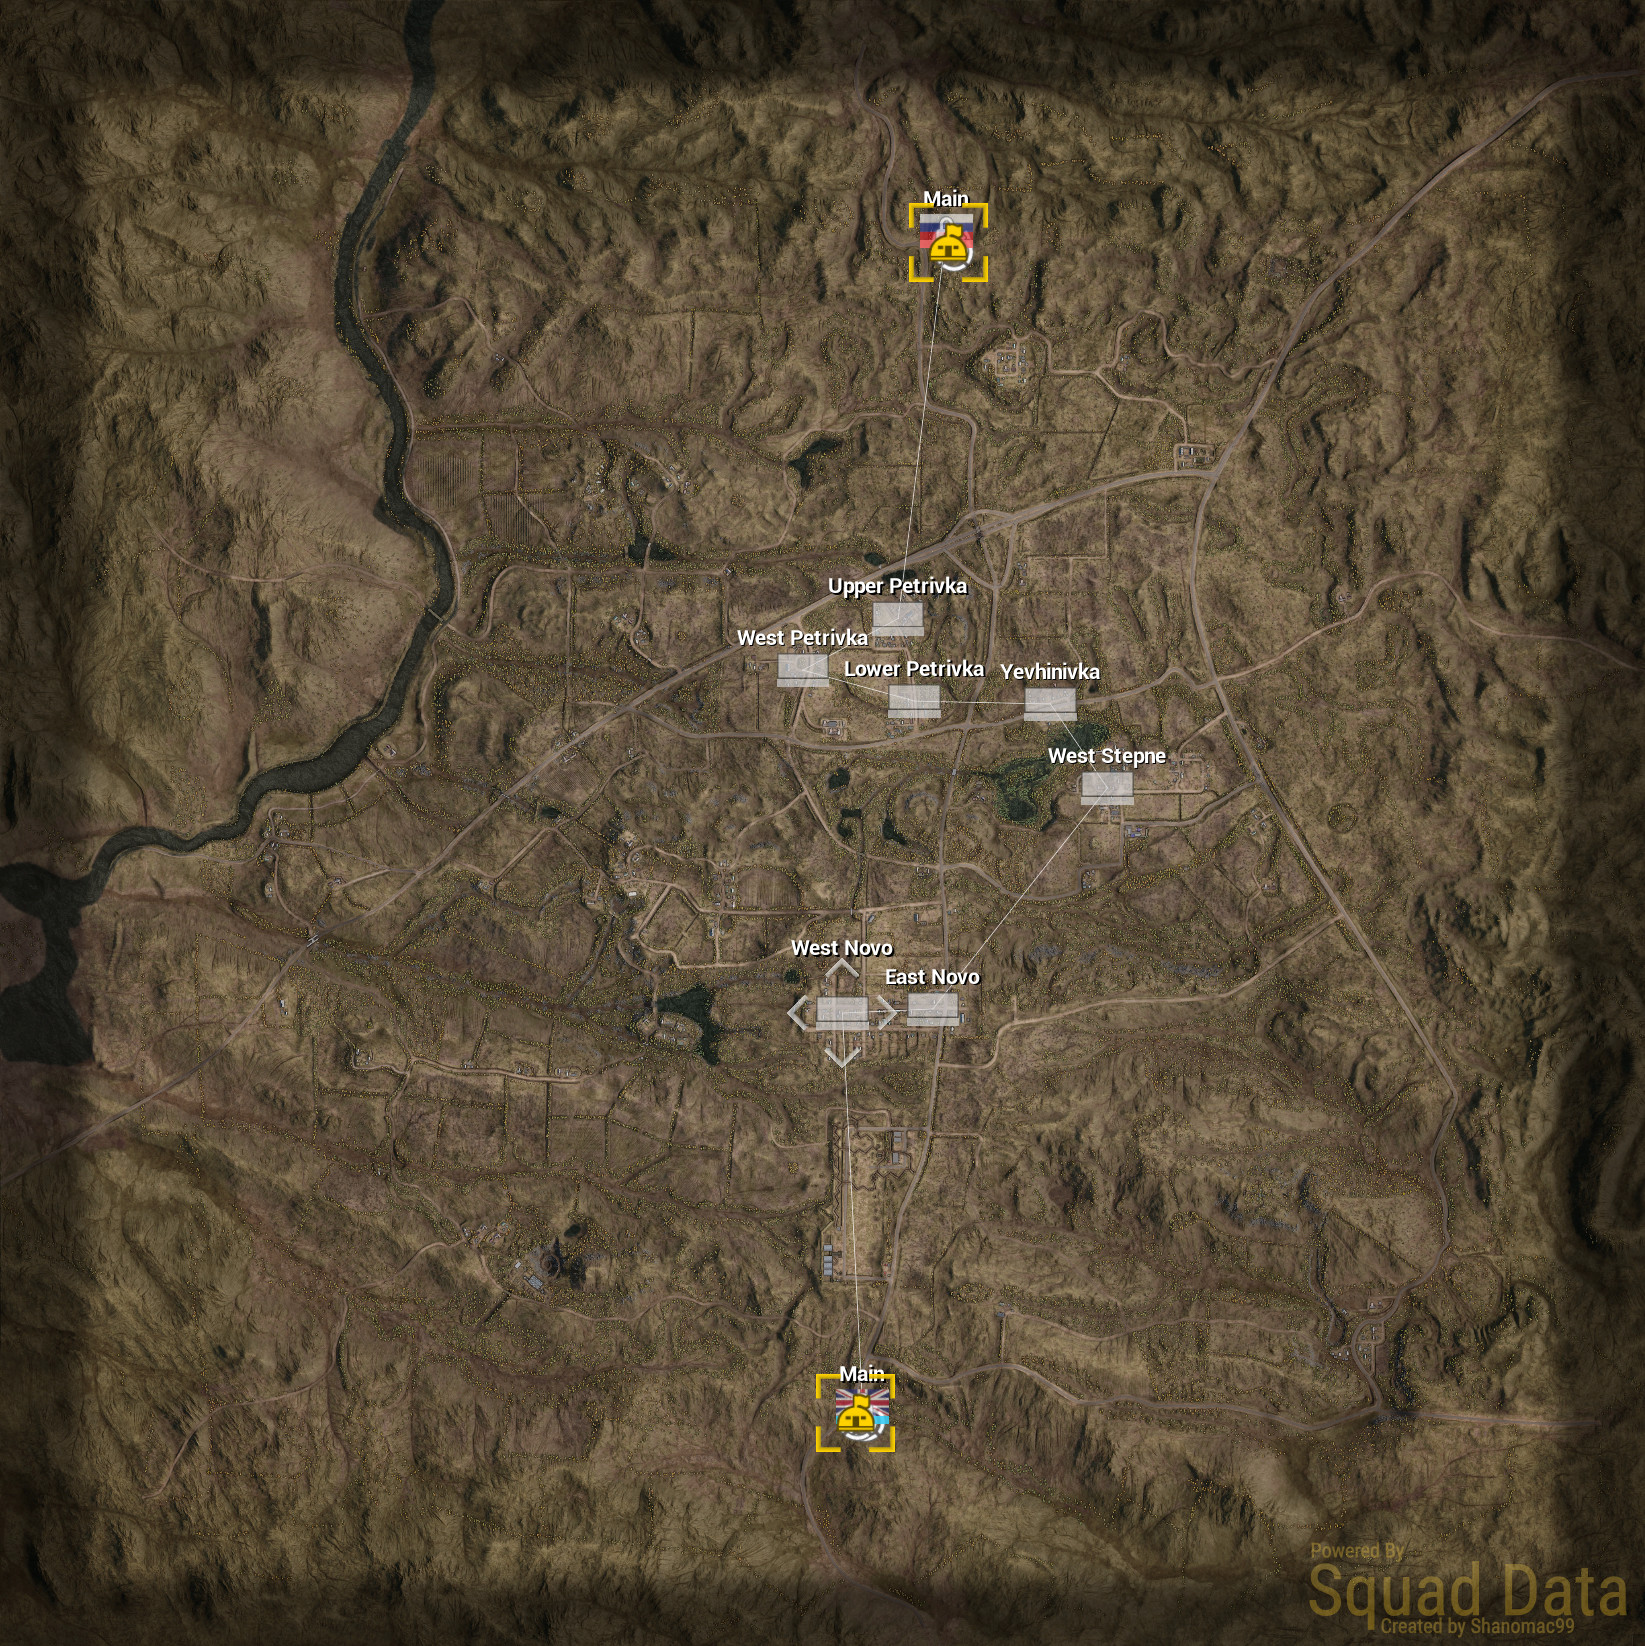 Main
Upper Petrivka
West Petrivka
Lower Petrivka
Yevhinivka
West Stepne
West Novo
East Novo
Main
Powered By
Squad Data
Created by Shanomac99